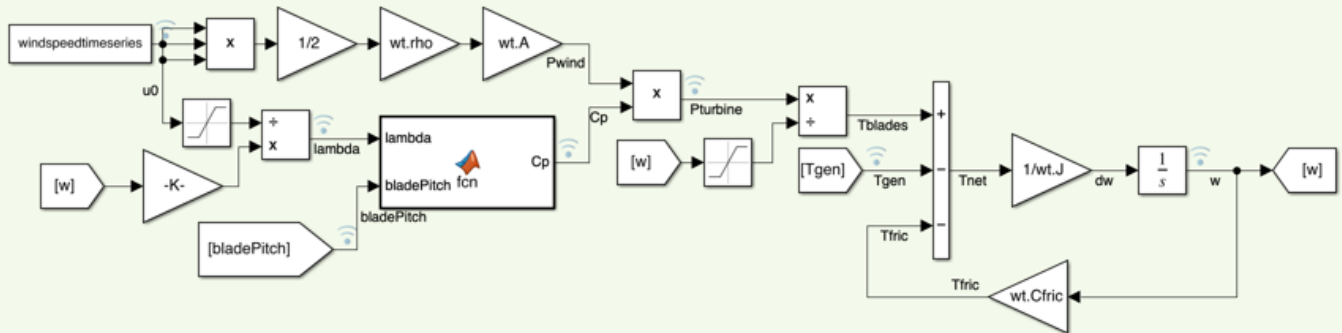 windspeedtimeseries
x
1/2
wt.rho
wt.A
Pwind
u0
÷
x
lambda
[w]
-K-
lambda
bladePitch
fcn
Cp
bladePitch
[bladePitch]
Cp
x
Pturbine
[w]
x
÷
Tblades
[Tgen]
Tgen
+
−
−
Tnet
1/wt.J
dw
1
s
w
[w]
Tfric
Tfric
wt.Cfric